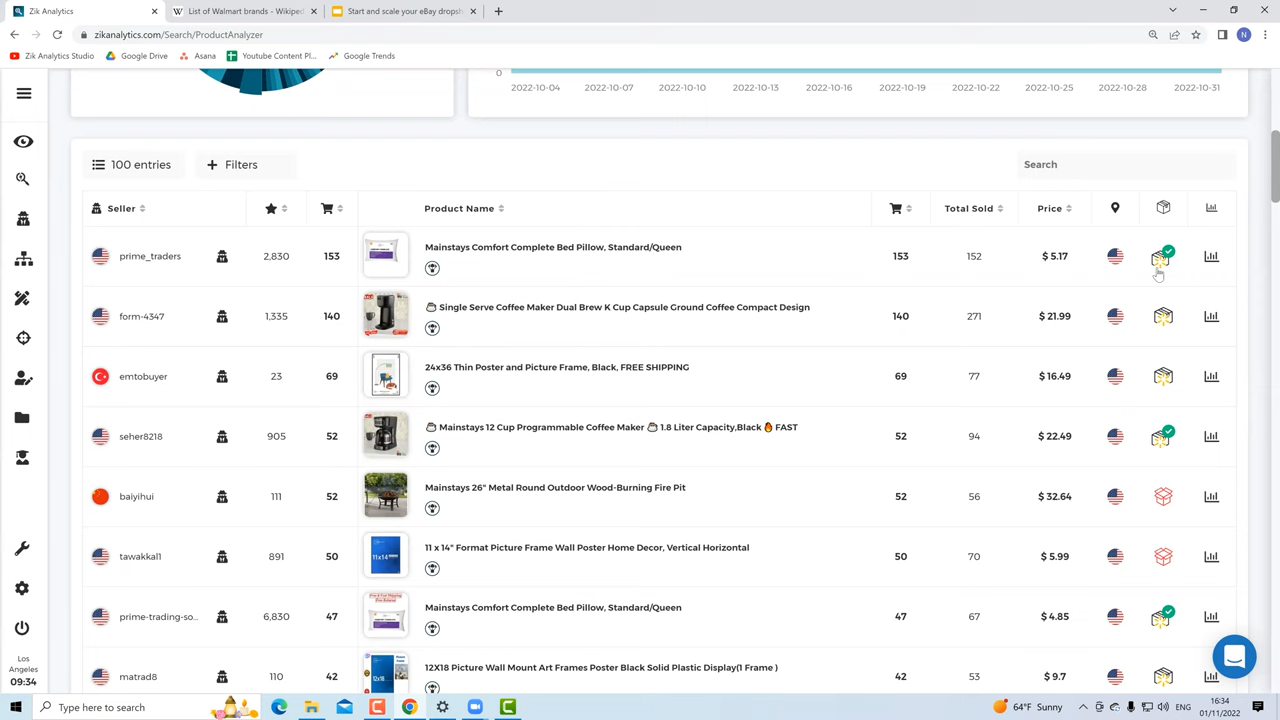 Zik Analytics
List of Walmart brands - Wikiped
Start and scale your eBay dropsh
zikanalytics.com/Search/ProductAnalyzer
N
Zik Analytics Studio
Google Drive
Asana
Youtube Content Pl...
Google Trends
0
2022-10-04 2022-10-07 2022-10-10 2022-10-13 2022-10-16 2022-10-19 2022-10-22 2022-10-25 2022-10-28 2022-10-31
100 entries
Filters
Search
Seller Product Name Total Sold Price
prime_traders 2,830 153 Mainstays Comfort Complete Bed Pillow, Standard/Queen 153 152 $ 5.17
form-4347 1,335 140 Single Serve Coffee Maker Dual Brew K Cup Capsule Ground Coffee Compact Design 140 271 $ 21.99
emtobuyer 23 69 24x36 Thin Poster and Picture Frame, Black, FREE SHIPPING 69 77 $ 16.49
seher8218 905 52 Mainstays 12 Cup Programmable Coffee Maker 1.8 Liter Capacity,Black FAST 52 94 $ 22.49
baiyihui 111 52 Mainstays 26" Metal Round Outdoor Wood-Burning Fire Pit 52 56 $ 32.64
tawakkal1 891 50 11 x 14" Format Picture Frame Wall Poster Home Decor, Vertical Horizontal 50 70 $ 5.99
prime-trading-so... 6,830 47 Mainstays Comfort Complete Bed Pillow, Standard/Queen 47 67 $ 4.85
matrad8 110 42 12X18 Picture Wall Mount Art Frames Poster Black Solid Plastic Display(1 Frame ) 42 53 $ 9.7
Los
Angeles
09:34
Type here to search
64°F Sunny
ENG
16:34
01/11/2022